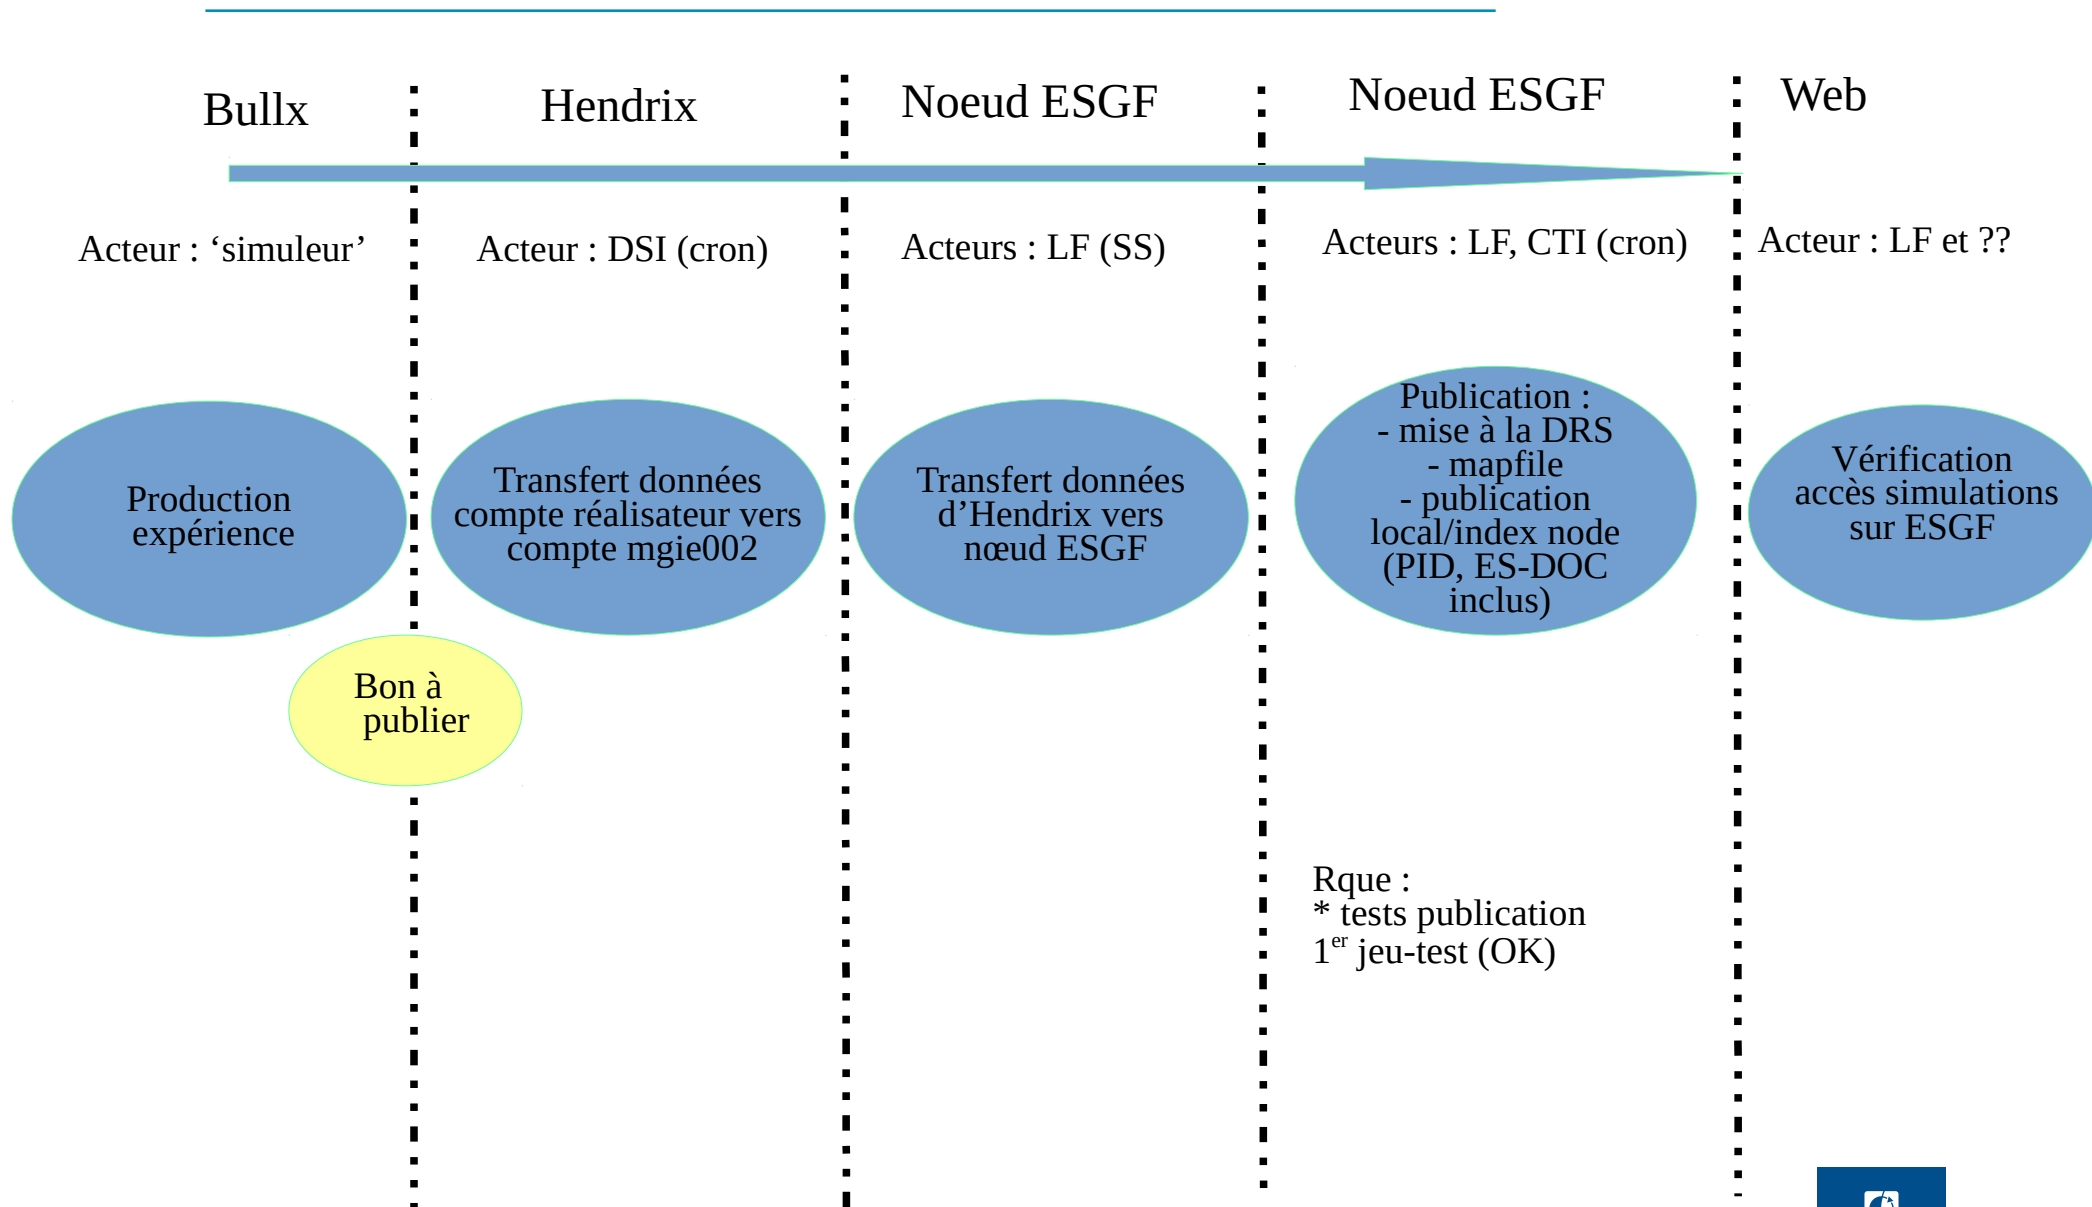 Bullx
Hendrix
Noeud ESGF
Noeud ESGF
Web
Acteur : ‘simuleur’
Acteur : DSI (cron)
Acteurs : LF (SS)
Acteurs : LF, CTI (cron)
Acteur : LF et ??
Production
expérience
Transfert données
compte réalisateur vers
compte mgie002
Transfert données
d’Hendrix vers
nœud ESGF
Publication :
- mise à la DRS
- mapfile
- publication
local/index node
(PID, ES-DOC
inclus)
Vérification
accès simulations
sur ESGF
Bon à
publier
Rque :
* tests publication
1er jeu-test (OK)